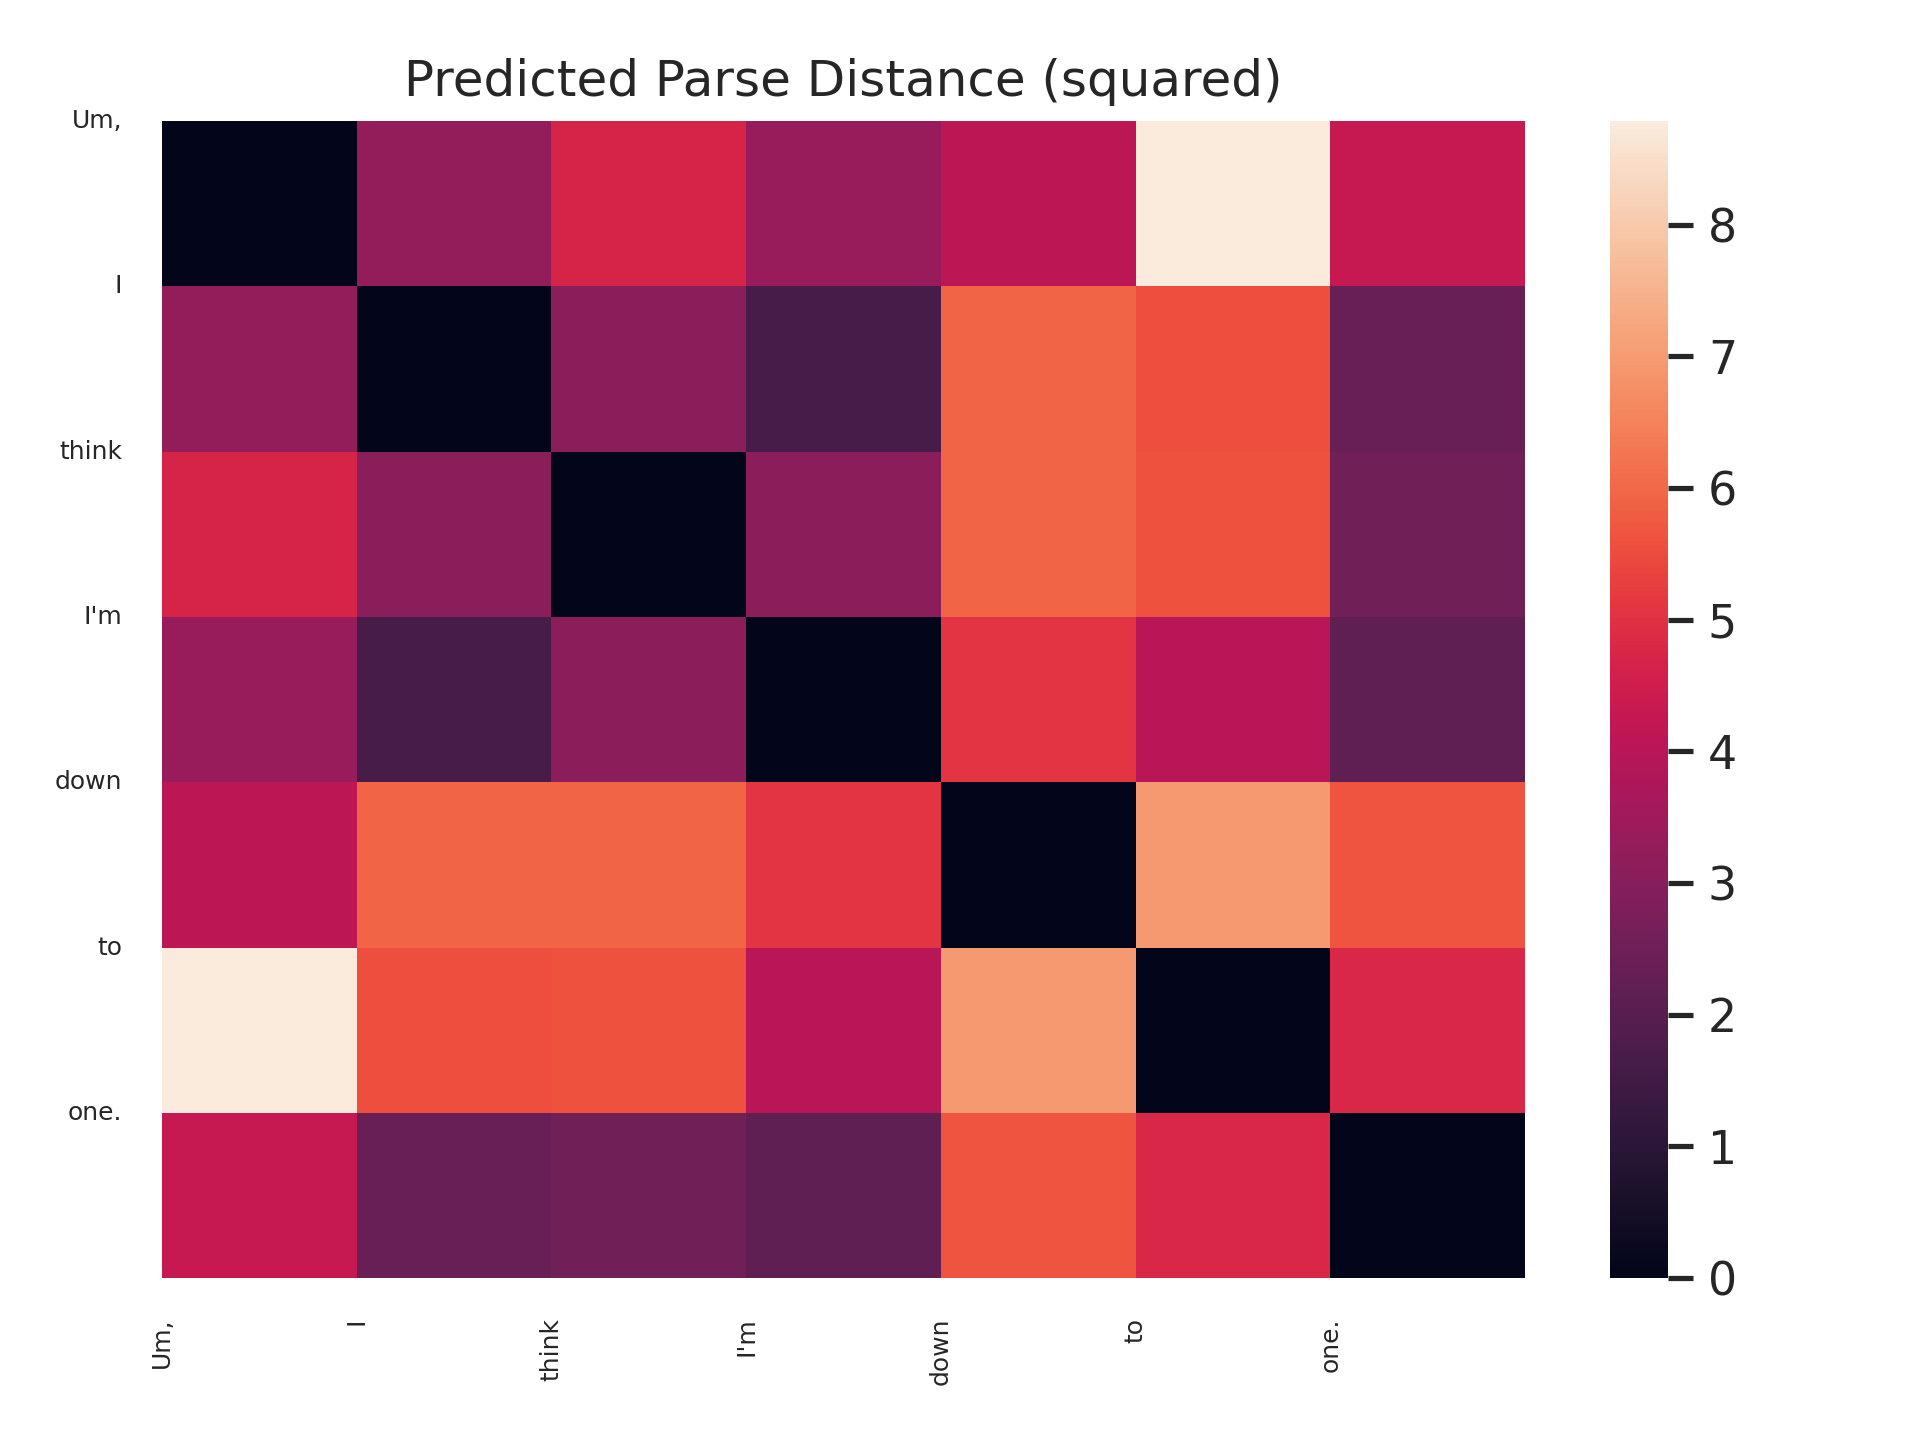 Predicted Parse Distance (squared)
Um,
I
think
I'm
down
to
one.
8
7
6
5
4
3
2
1
0
Um,
I
think
I'm
down
to
one.